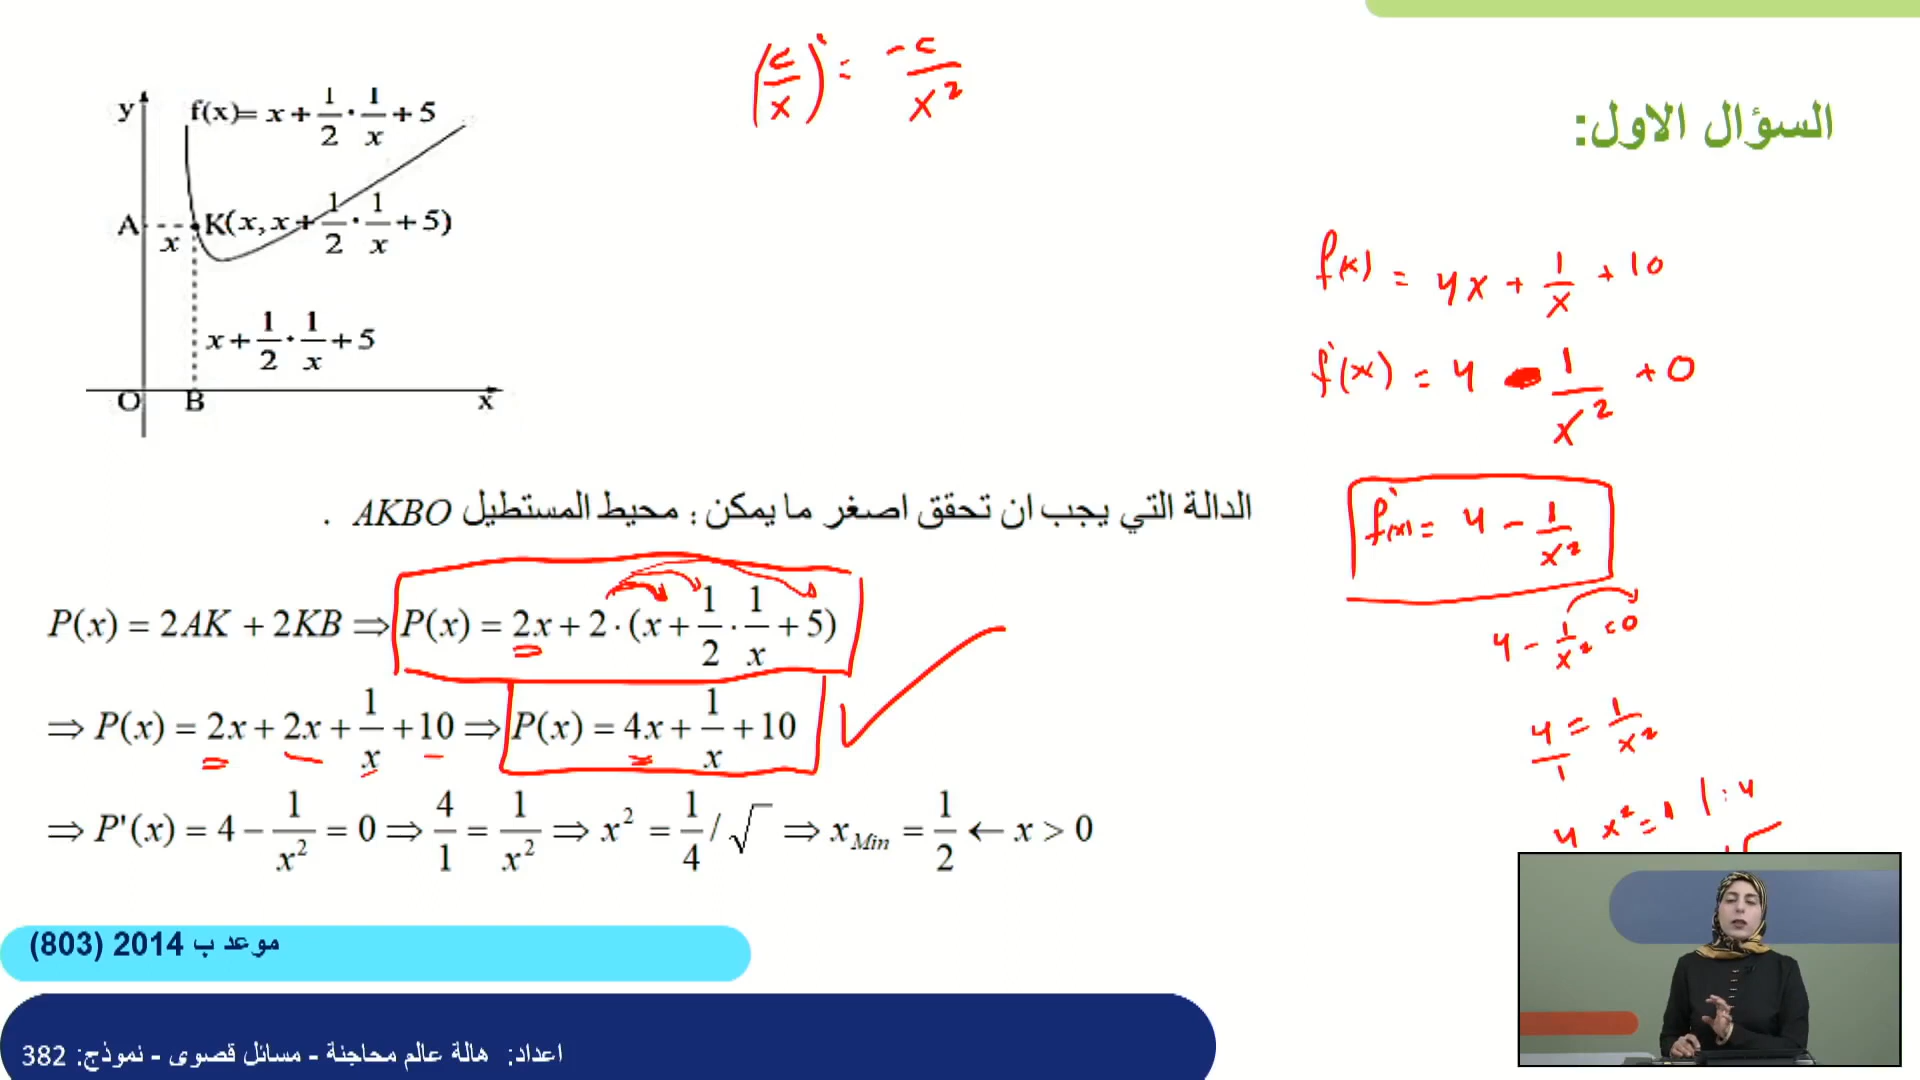 (c/x)' = -c/x²
السؤال الاول:
y
f(x)= x + 1/2 · 1/x + 5
A
K(x, x + 1/2 · 1/x + 5)
x
x + 1/2 · 1/x + 5
O B x
f(x) = 4x + 1/x + 10
f'(x) = 4 - 1/x² + 0
f'(x) = 4 - 1/x²
4 - 1/x² = 0
4/1 = 1/x²
4x² = 1 | :4
√
الدالة التي يجب ان تحقق اصغر ما يمكن : محيط المستطيل AKBO .
P(x) = 2AK + 2KB ⇒ P(x) = 2x + 2 · (x + 1/2 · 1/x + 5)
⇒ P(x) = 2x + 2x + 1/x + 10 ⇒ P(x) = 4x + 1/x + 10
⇒ P'(x) = 4 - 1/x² = 0 ⇒ 4/1 = 1/x² ⇒ x² = 1/4 /√ ⇒ x_Min = 1/2 ← x > 0
موعد ب 2014 (803)
اعداد: هالة عالم محاجنة - مسائل قصوى - نموذج: 382